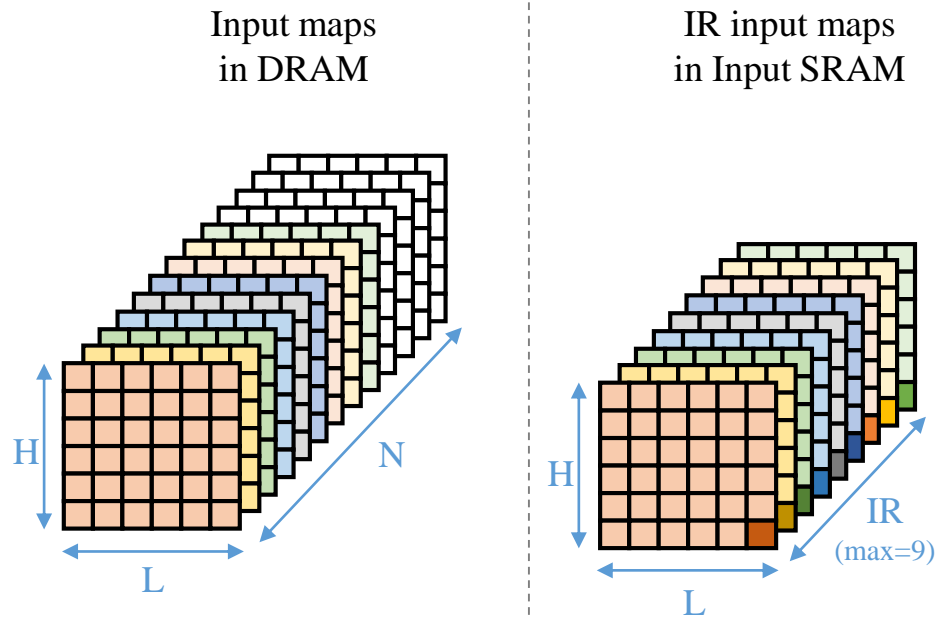 Input maps
in DRAM
IR input maps
in Input SRAM
H
N
L
H
IR
(max=9)
L